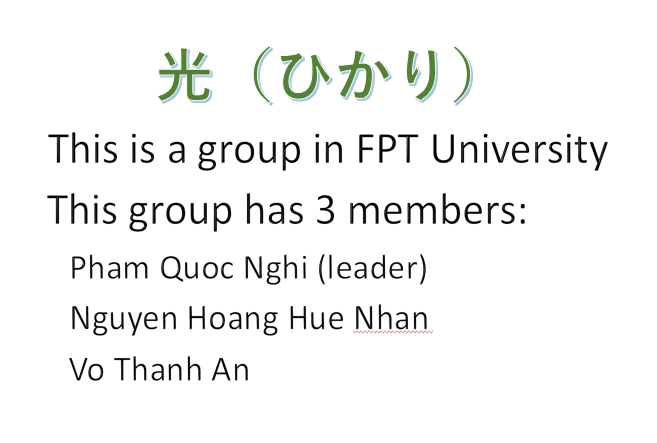 光（ひかり）
This is a group in FPT University
This group has 3 members:
Pham Quoc Nghi (leader)
Nguyen Hoang Hue Nhan
Vo Thanh An